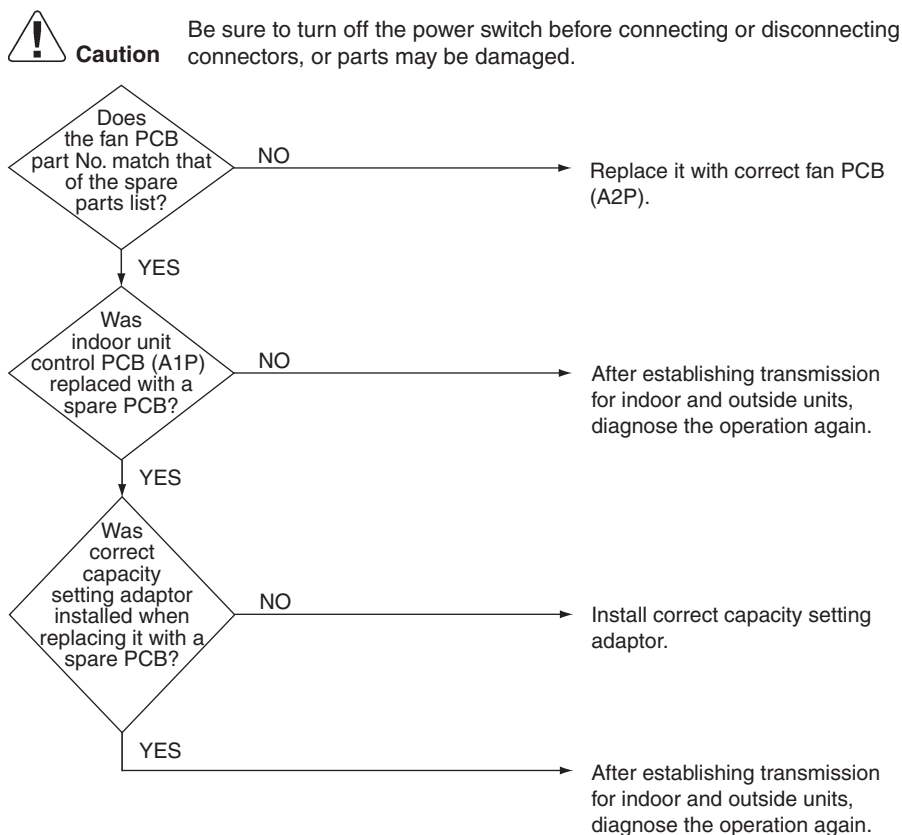 Caution
Be sure to turn off the power switch before connecting or disconnecting
connectors, or parts may be damaged.
Does
the fan PCB
part No. match that
of the spare
parts list?
NO
Replace it with correct fan PCB
(A2P).
YES
Was
indoor unit
control PCB (A1P)
replaced with a
spare PCB?
NO
After establishing transmission
for indoor and outside units,
diagnose the operation again.
YES
Was
correct
capacity
setting adaptor
installed when
replacing it with a
spare PCB?
NO
Install correct capacity setting
adaptor.
YES
After establishing transmission
for indoor and outside units,
diagnose the operation again.